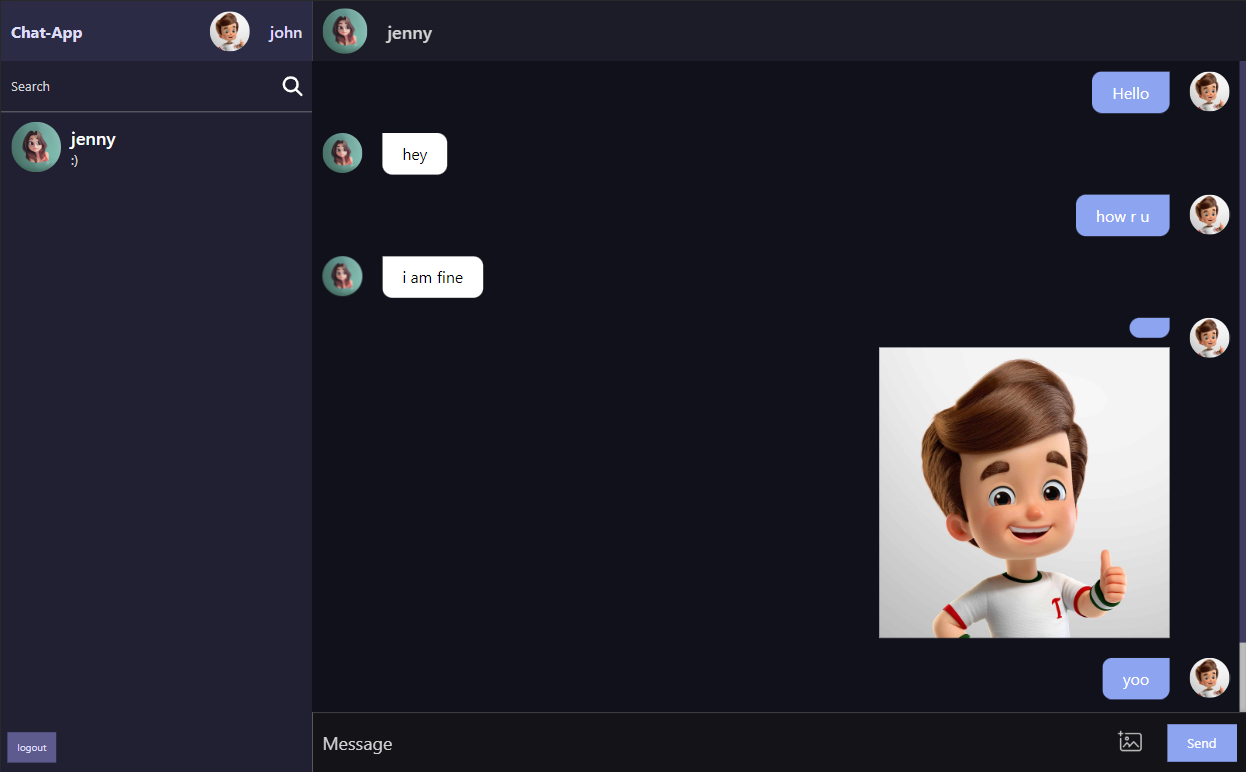 Chat-App
john
jenny
Search
jenny
:)
Hello
hey
how r u
i am fine
yoo
logout
Message
Send